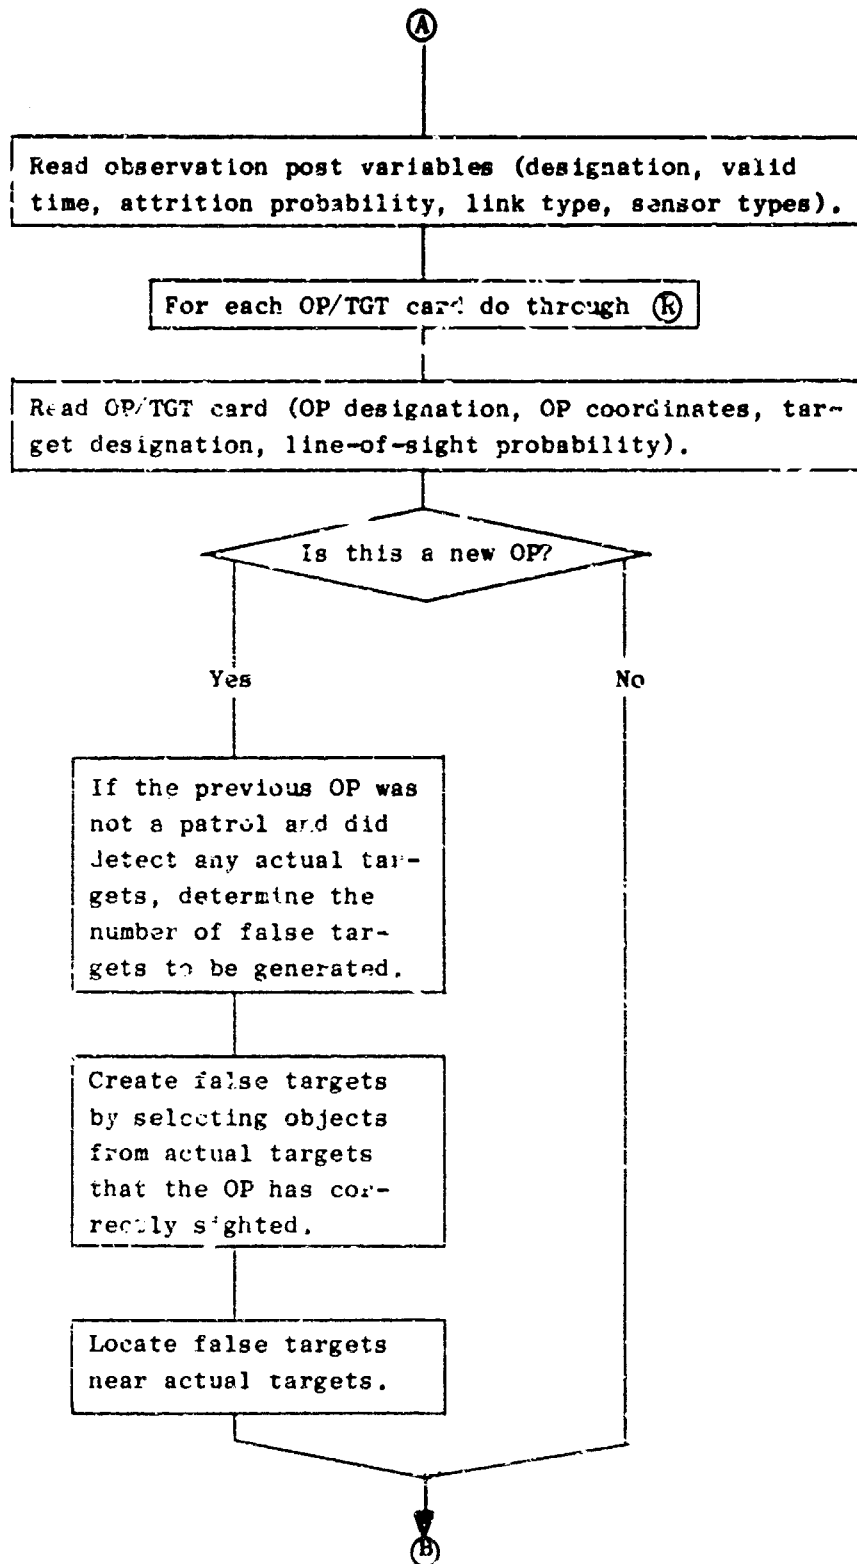 A
Read observation post variables (designation, valid
time, attrition probability, link type, sensor types).
For each OP/TGT card do through R
Read OP/TGT card (OP designation, OP coordinates, tar-
get designation, line-of-sight probability).
Is this a new OP?
Yes
No
If the previous OP was
not a patrol and did
detect any actual tar-
gets, determine the
number of false tar-
gets to be generated.
Create false targets
by selecting objects
from actual targets
that the OP has cor-
rectly sighted.
Locate false targets
near actual targets.
B